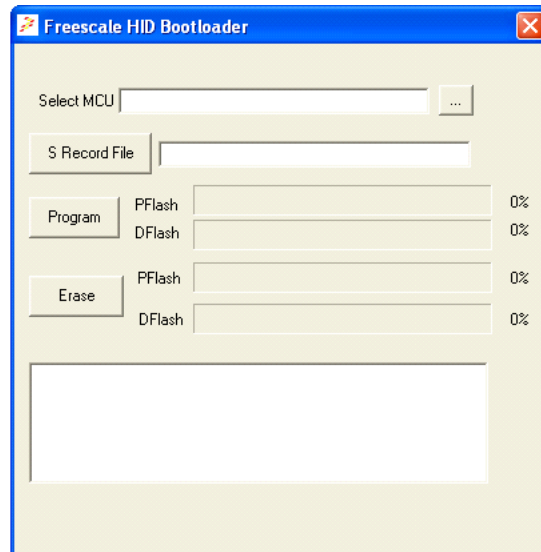 Freescale HID Bootloader
Select MCU
...
S Record File
Program
PFlash
0%
DFlash
0%
Erase
PFlash
0%
DFlash
0%